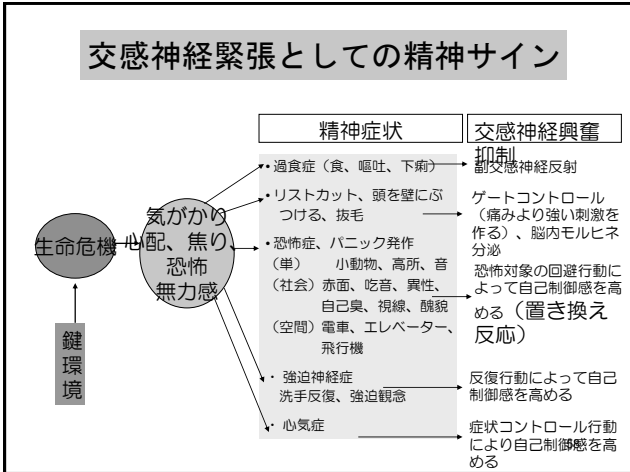 交感神経緊張としての精神サイン
精神症状
交感神経興奮
抑制
生命危機
鍵
環
境
気がかり
心配、焦り、
恐怖
無力感
• 過食症（食、嘔吐、下痢）
副交感神経反射
• リストカット、頭を壁にぶ
つける、抜毛
ゲートコントロール
（痛みより強い刺激を
作る）、脳内モルヒネ
分泌
• 恐怖症、パニック発作
（単）　小動物、高所、音
（社会）赤面、吃音、異性、
自己臭、視線、醜貌
（空間）電車、エレベーター、
飛行機
恐怖対象の回避行動に
よって自己制御感を高
める（置き換え
反応）
・ 強迫神経症
洗手反復、強迫観念
反復行動によって自己
制御感を高める
・ 心気症
症状コントロール行動
により自己制御感を高
める